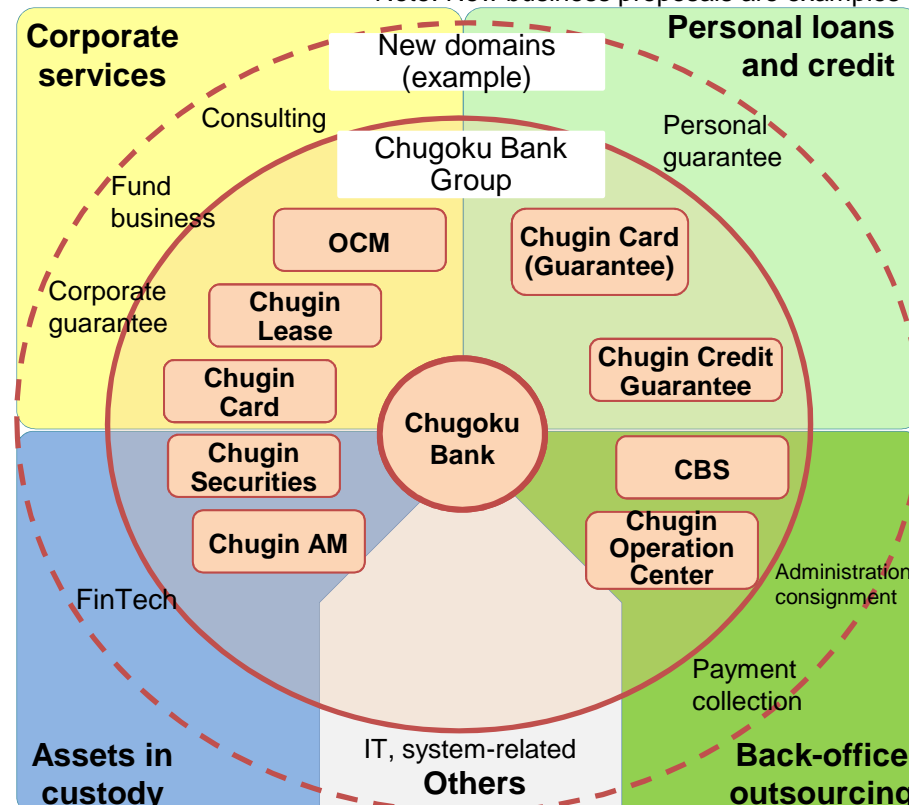 Corporate
services
New domains
(example)
Personal loans
and credit
Consulting
Personal
guarantee
Chugoku Bank
Group
Fund
business
OCM
Chugin Card
(Guarantee)
Corporate
guarantee
Chugin
Lease
Chugin
Card
Chugin Credit
Guarantee
Chugoku
Bank
Chugin
Securities
CBS
Chugin AM
Chugin
Operation
Center
FinTech
Administration
consignment
Payment
collection
IT, system-related
Others
Assets in
custody
Back-office
outsourcing